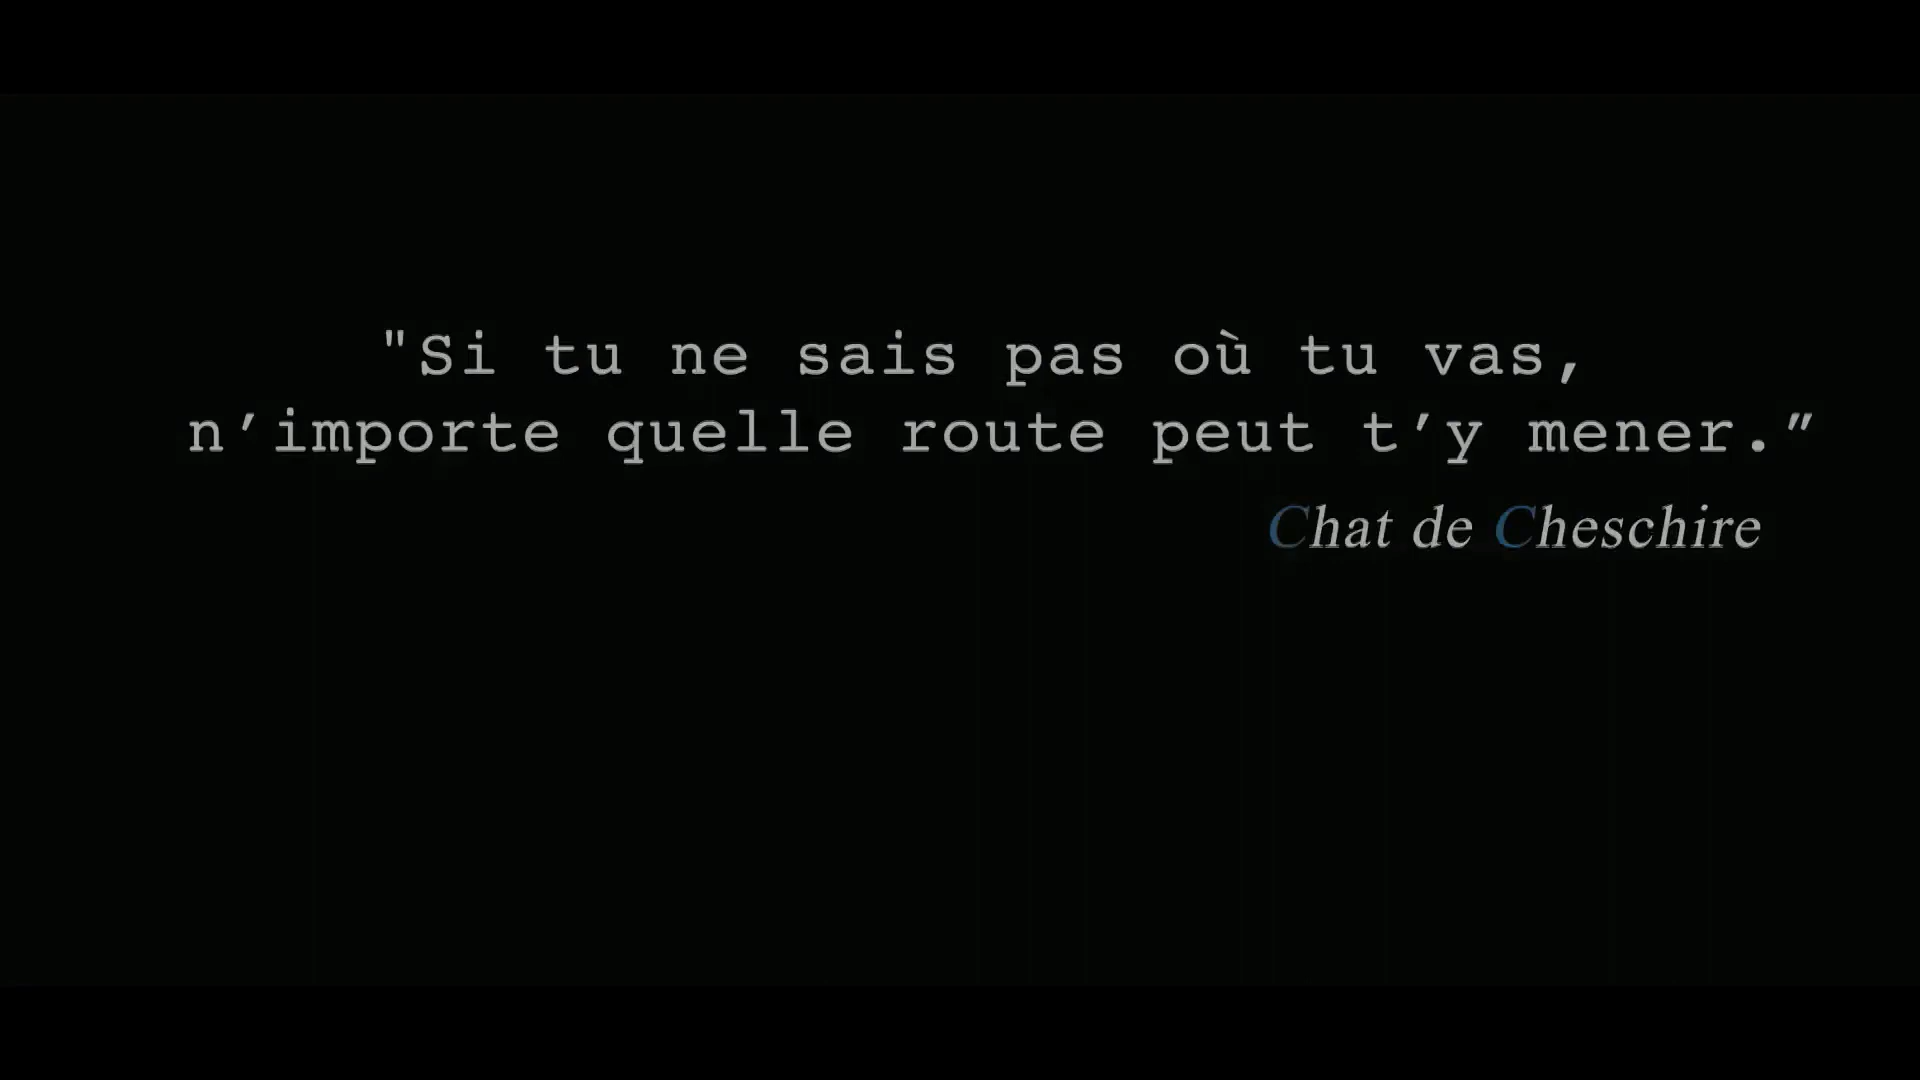 "Si tu ne sais pas où tu vas,
n’importe quelle route peut t’y mener.”
Chat de Cheschire